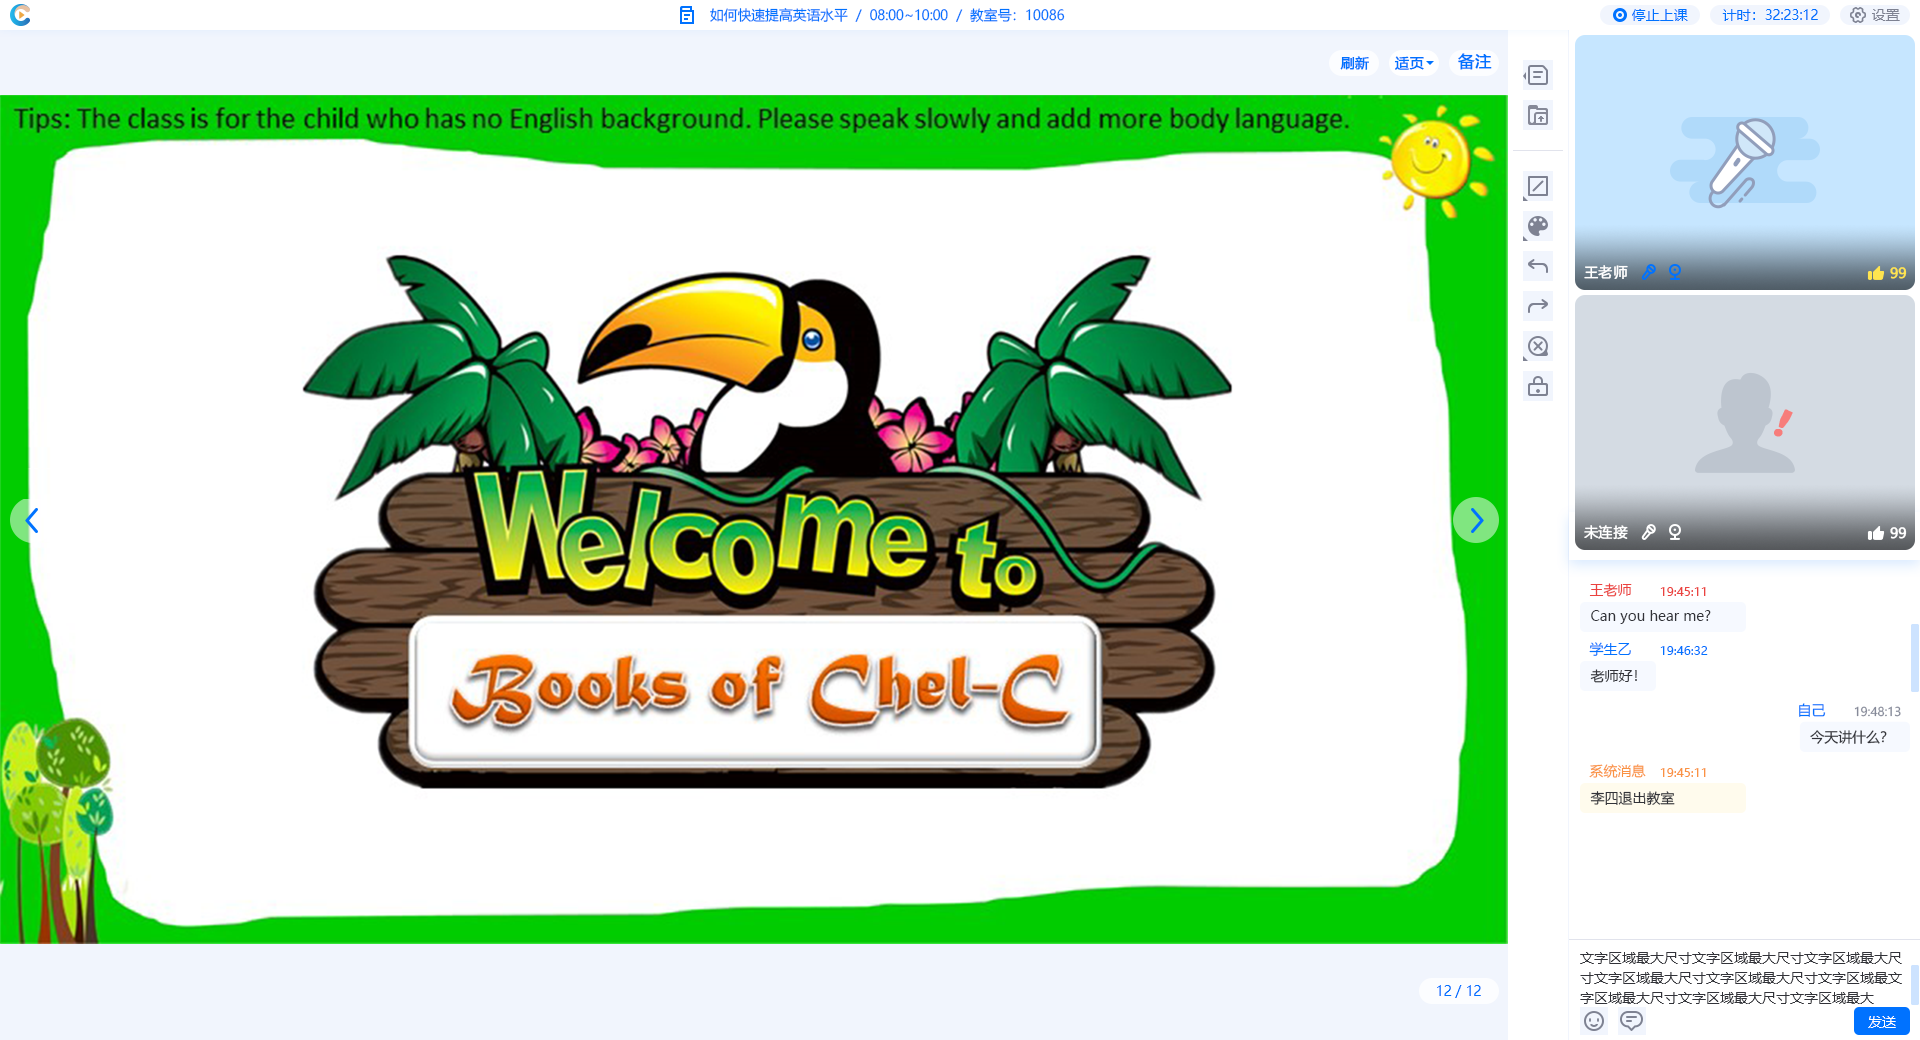 如何快速提高英语水平 / 08:00~10:00 / 教室号：10086
停止上课
计时：32:23:12
设置
刷新
适页
备注
Tips: The class is for the child who has no English background. Please speak slowly and add more body language.
Welcome to
Books of Chel-C
12 / 12
王老师
99
未连接
99
王老师 19:45:11
Can you hear me?
学生乙 19:46:32
老师好！
自己 19:48:13
今天讲什么？
系统消息 19:45:11
李四退出教室
文字区域最大尺寸文字区域最大尺寸文字区域最大尺
寸文字区域最大尺寸文字区域最大尺寸文字区域最文
字区域最大尺寸文字区域最大尺寸文字区域最大
发送